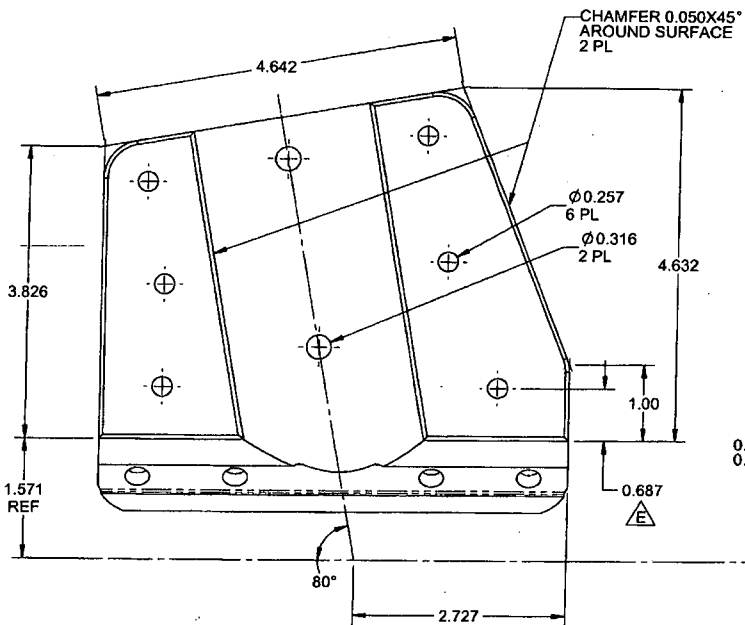 CHAMFER 0.050X45°
AROUND SURFACE
2 PL
4.642
Ø0.257
6 PL
Ø0.316
2 PL
4.632
3.826
1.00
0.687
E
1.571
REF
80°
2.727